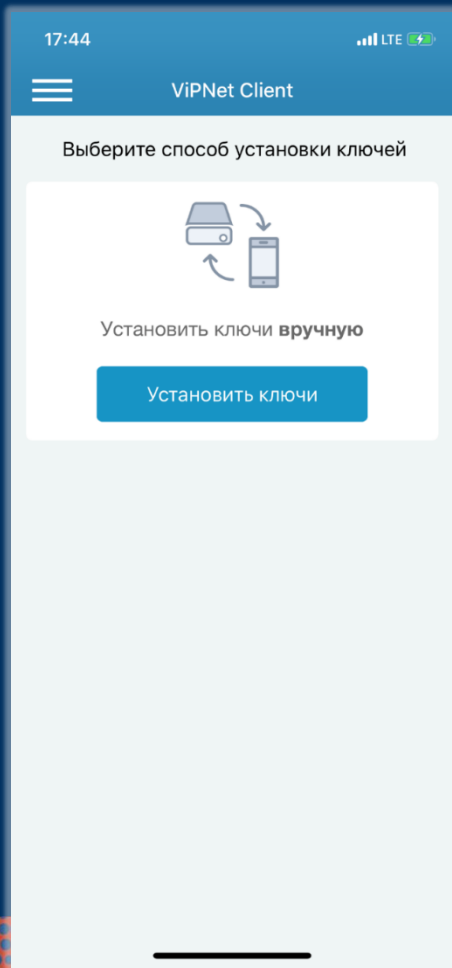 17:44
LTE
ViPNet Client
Выберите способ установки ключей
Установить ключи вручную
Установить ключи